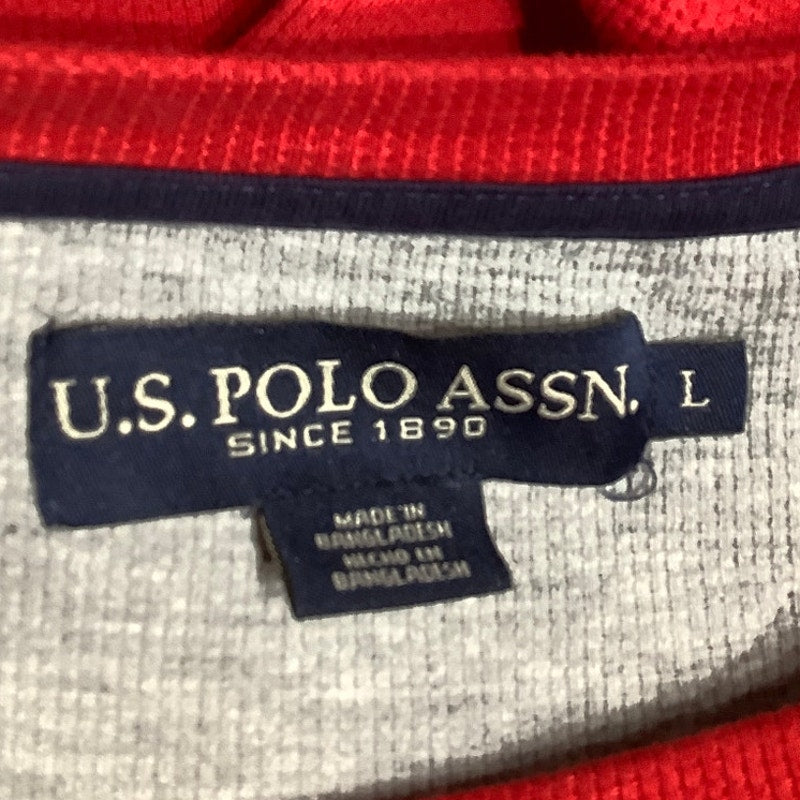 U.S. POLO ASSN.
SINCE 1890
L
MADE IN
BANGLADESH
HECHO EN
BANGLADESH